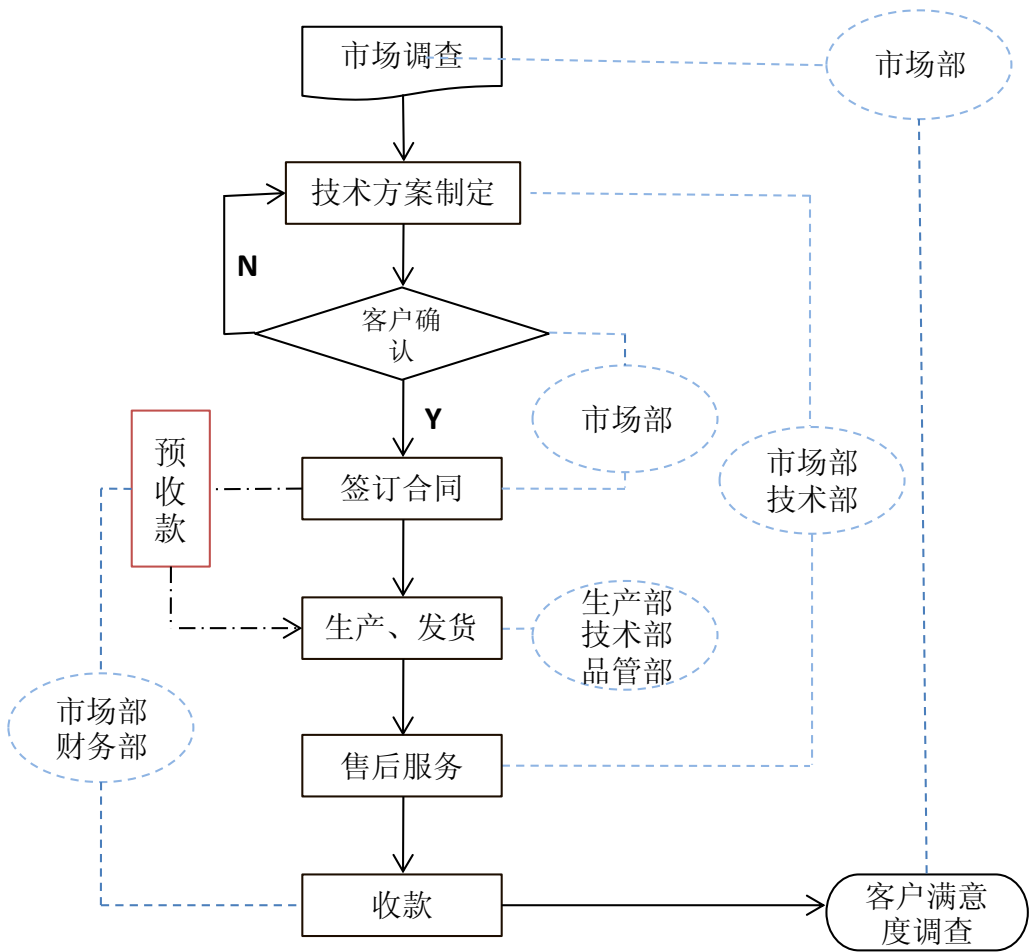 市场调查
市场部
技术方案制定
N
客户确
认
市场部
Y
预
收
款
签订合同
市场部
技术部
生产、发货
生产部
技术部
品管部
市场部
财务部
售后服务
收款
客户满意
度调查